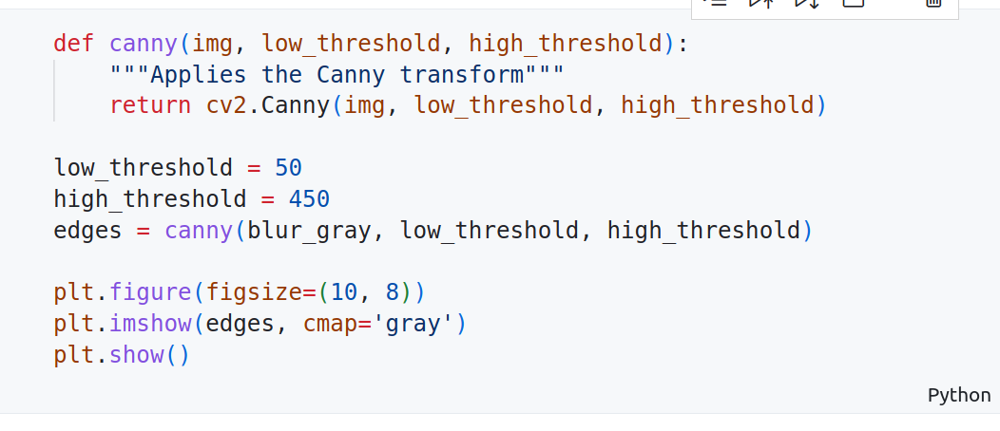 def canny(img, low_threshold, high_threshold):
    """Applies the Canny transform"""
    return cv2.Canny(img, low_threshold, high_threshold)
low_threshold = 50
high_threshold = 450
edges = canny(blur_gray, low_threshold, high_threshold)
plt.figure(figsize=(10, 8))
plt.imshow(edges, cmap='gray')
plt.show()
Python